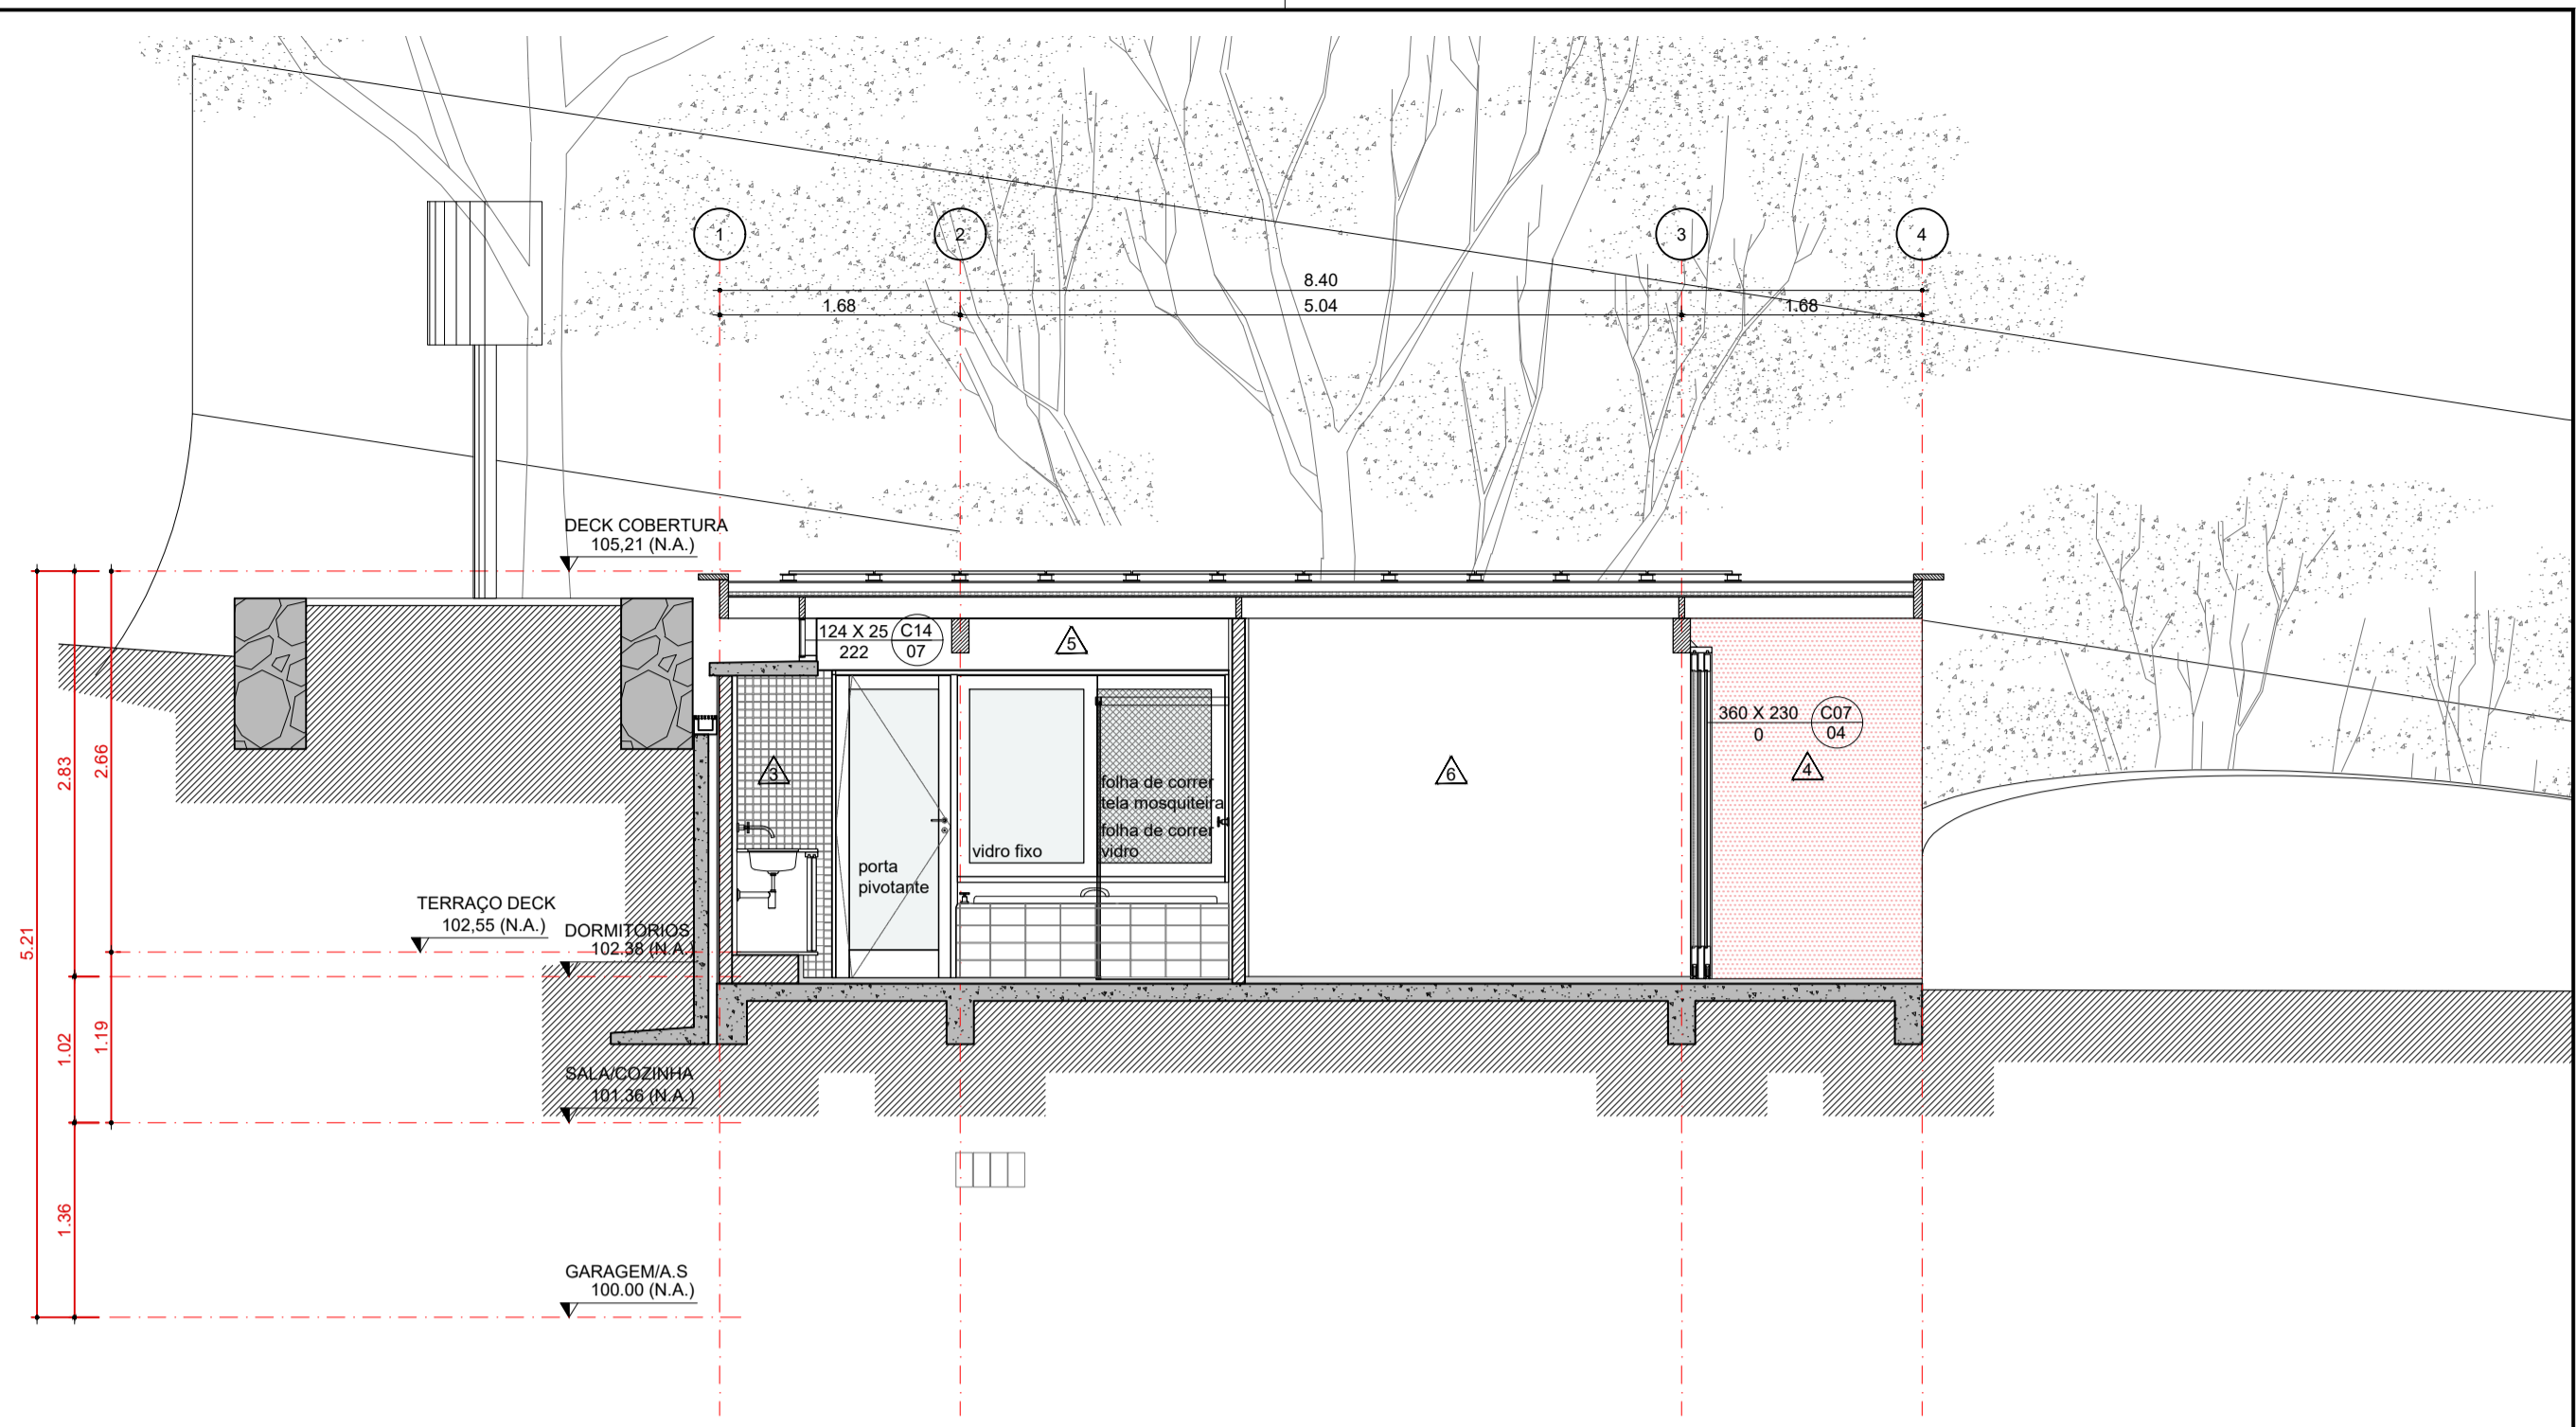 1
2
3
4
8.40
1.68
5.04
1.68
DECK COBERTURA
105,21 (N.A.)
124 X 25
222
C14
07
5
360 X 230
0
C07
04
3
6
4
folha de correr
tela mosquiteira
folha de correr
vidro
vidro fixo
porta
pivotante
TERRAÇO DECK
102,55 (N.A.)
DORMITÓRIOS
102.38 (N.A.)
SALA/COZINHA
101.36 (N.A.)
GARAGEM/A.S
100.00 (N.A.)
5.21
2.83
2.66
1.02
1.19
1.36